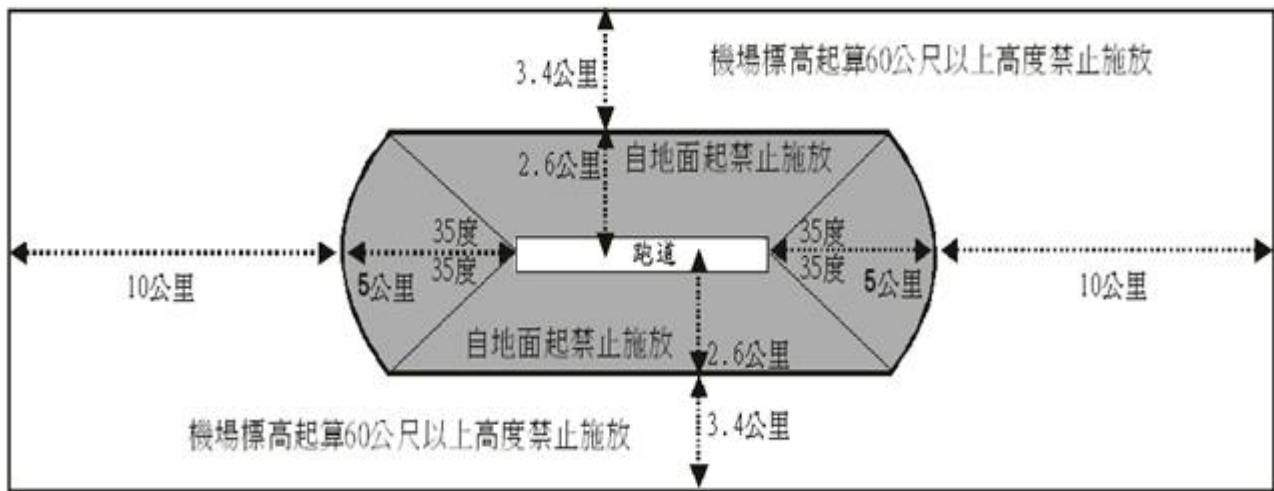 3.4公里
機場標高起算60公尺以上高度禁止施放
2.6公里
自地面起禁止施放
35度
35度
跑道
35度
35度
10公里
5公里
5公里
10公里
自地面起禁止施放
2.6公里
機場標高起算60公尺以上高度禁止施放
3.4公里